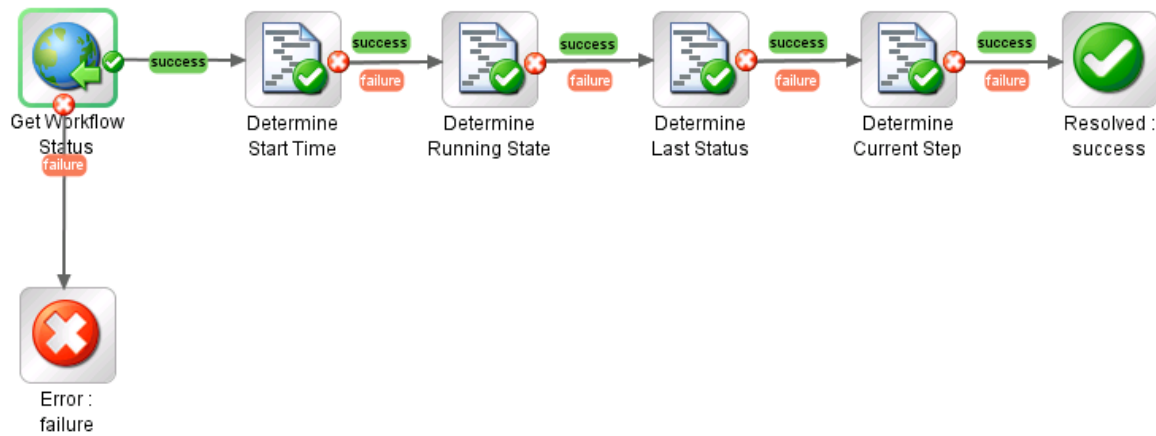 success
success
failure
success
failure
success
failure
success
failure
Get Workflow
Status
failure
Determine
Start Time
Determine
Running State
Determine
Last Status
Determine
Current Step
Resolved :
success
Error :
failure